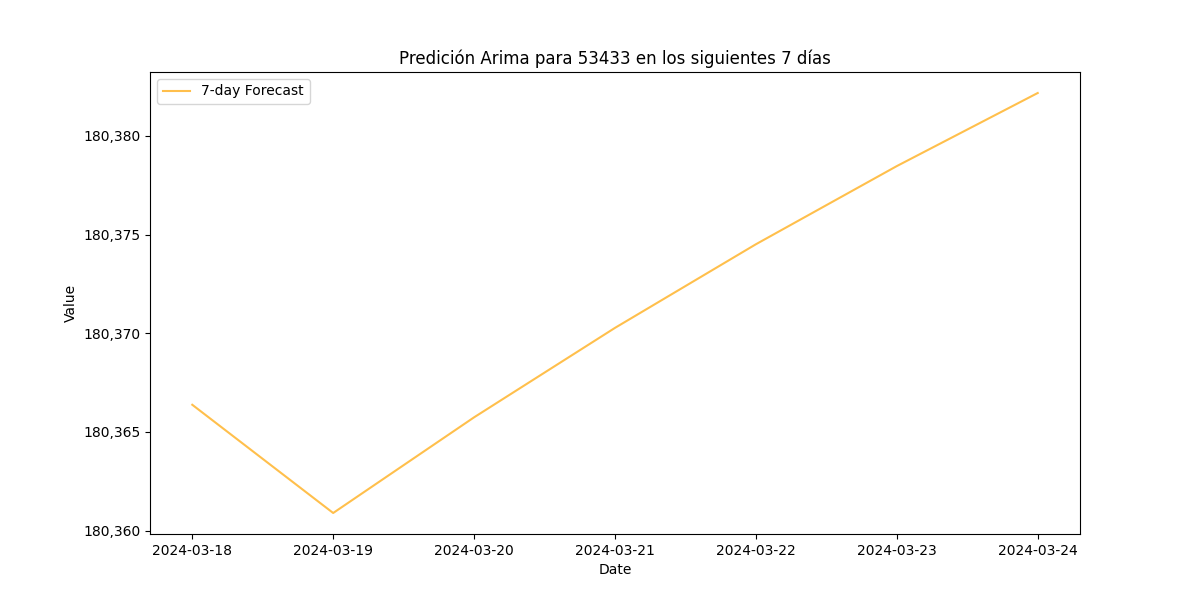 Predición Arima para 53433 en los siguientes 7 días
7-day Forecast
180,380
180,375
180,370
180,365
180,360
Value
2024-03-18 2024-03-19 2024-03-20 2024-03-21 2024-03-22 2024-03-23 2024-03-24
Date